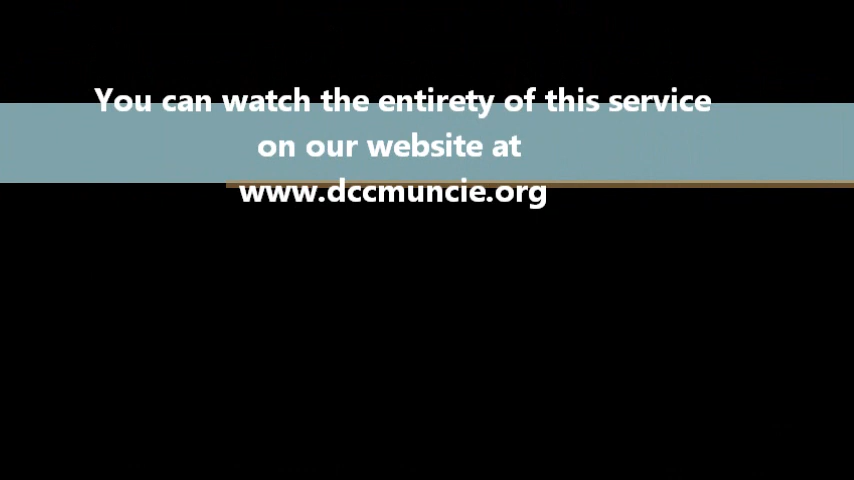 You can watch the entirety of this service
on our website at
www.dccmuncie.org